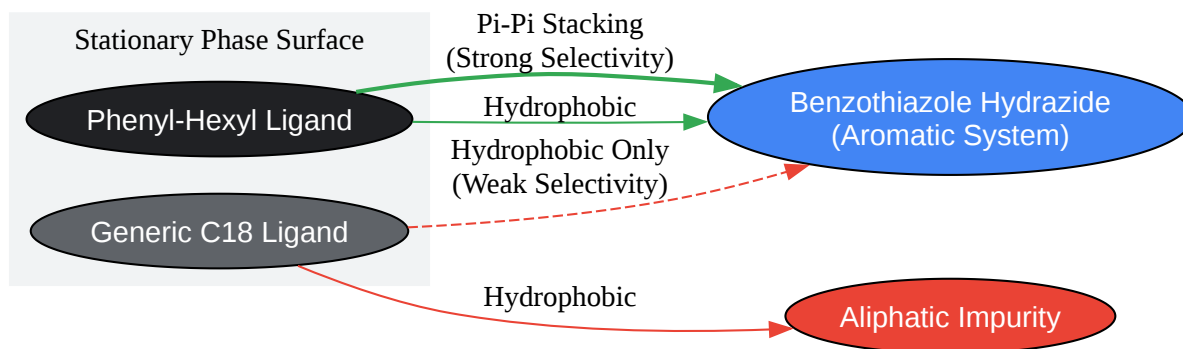 Stationary Phase Surface
Pi-Pi Stacking
(Strong Selectivity)
Phenyl-Hexyl Ligand
Hydrophobic
Benzothiazole Hydrazide
(Aromatic System)
Hydrophobic Only
(Weak Selectivity)
Generic C18 Ligand
Hydrophobic
Aliphatic Impurity